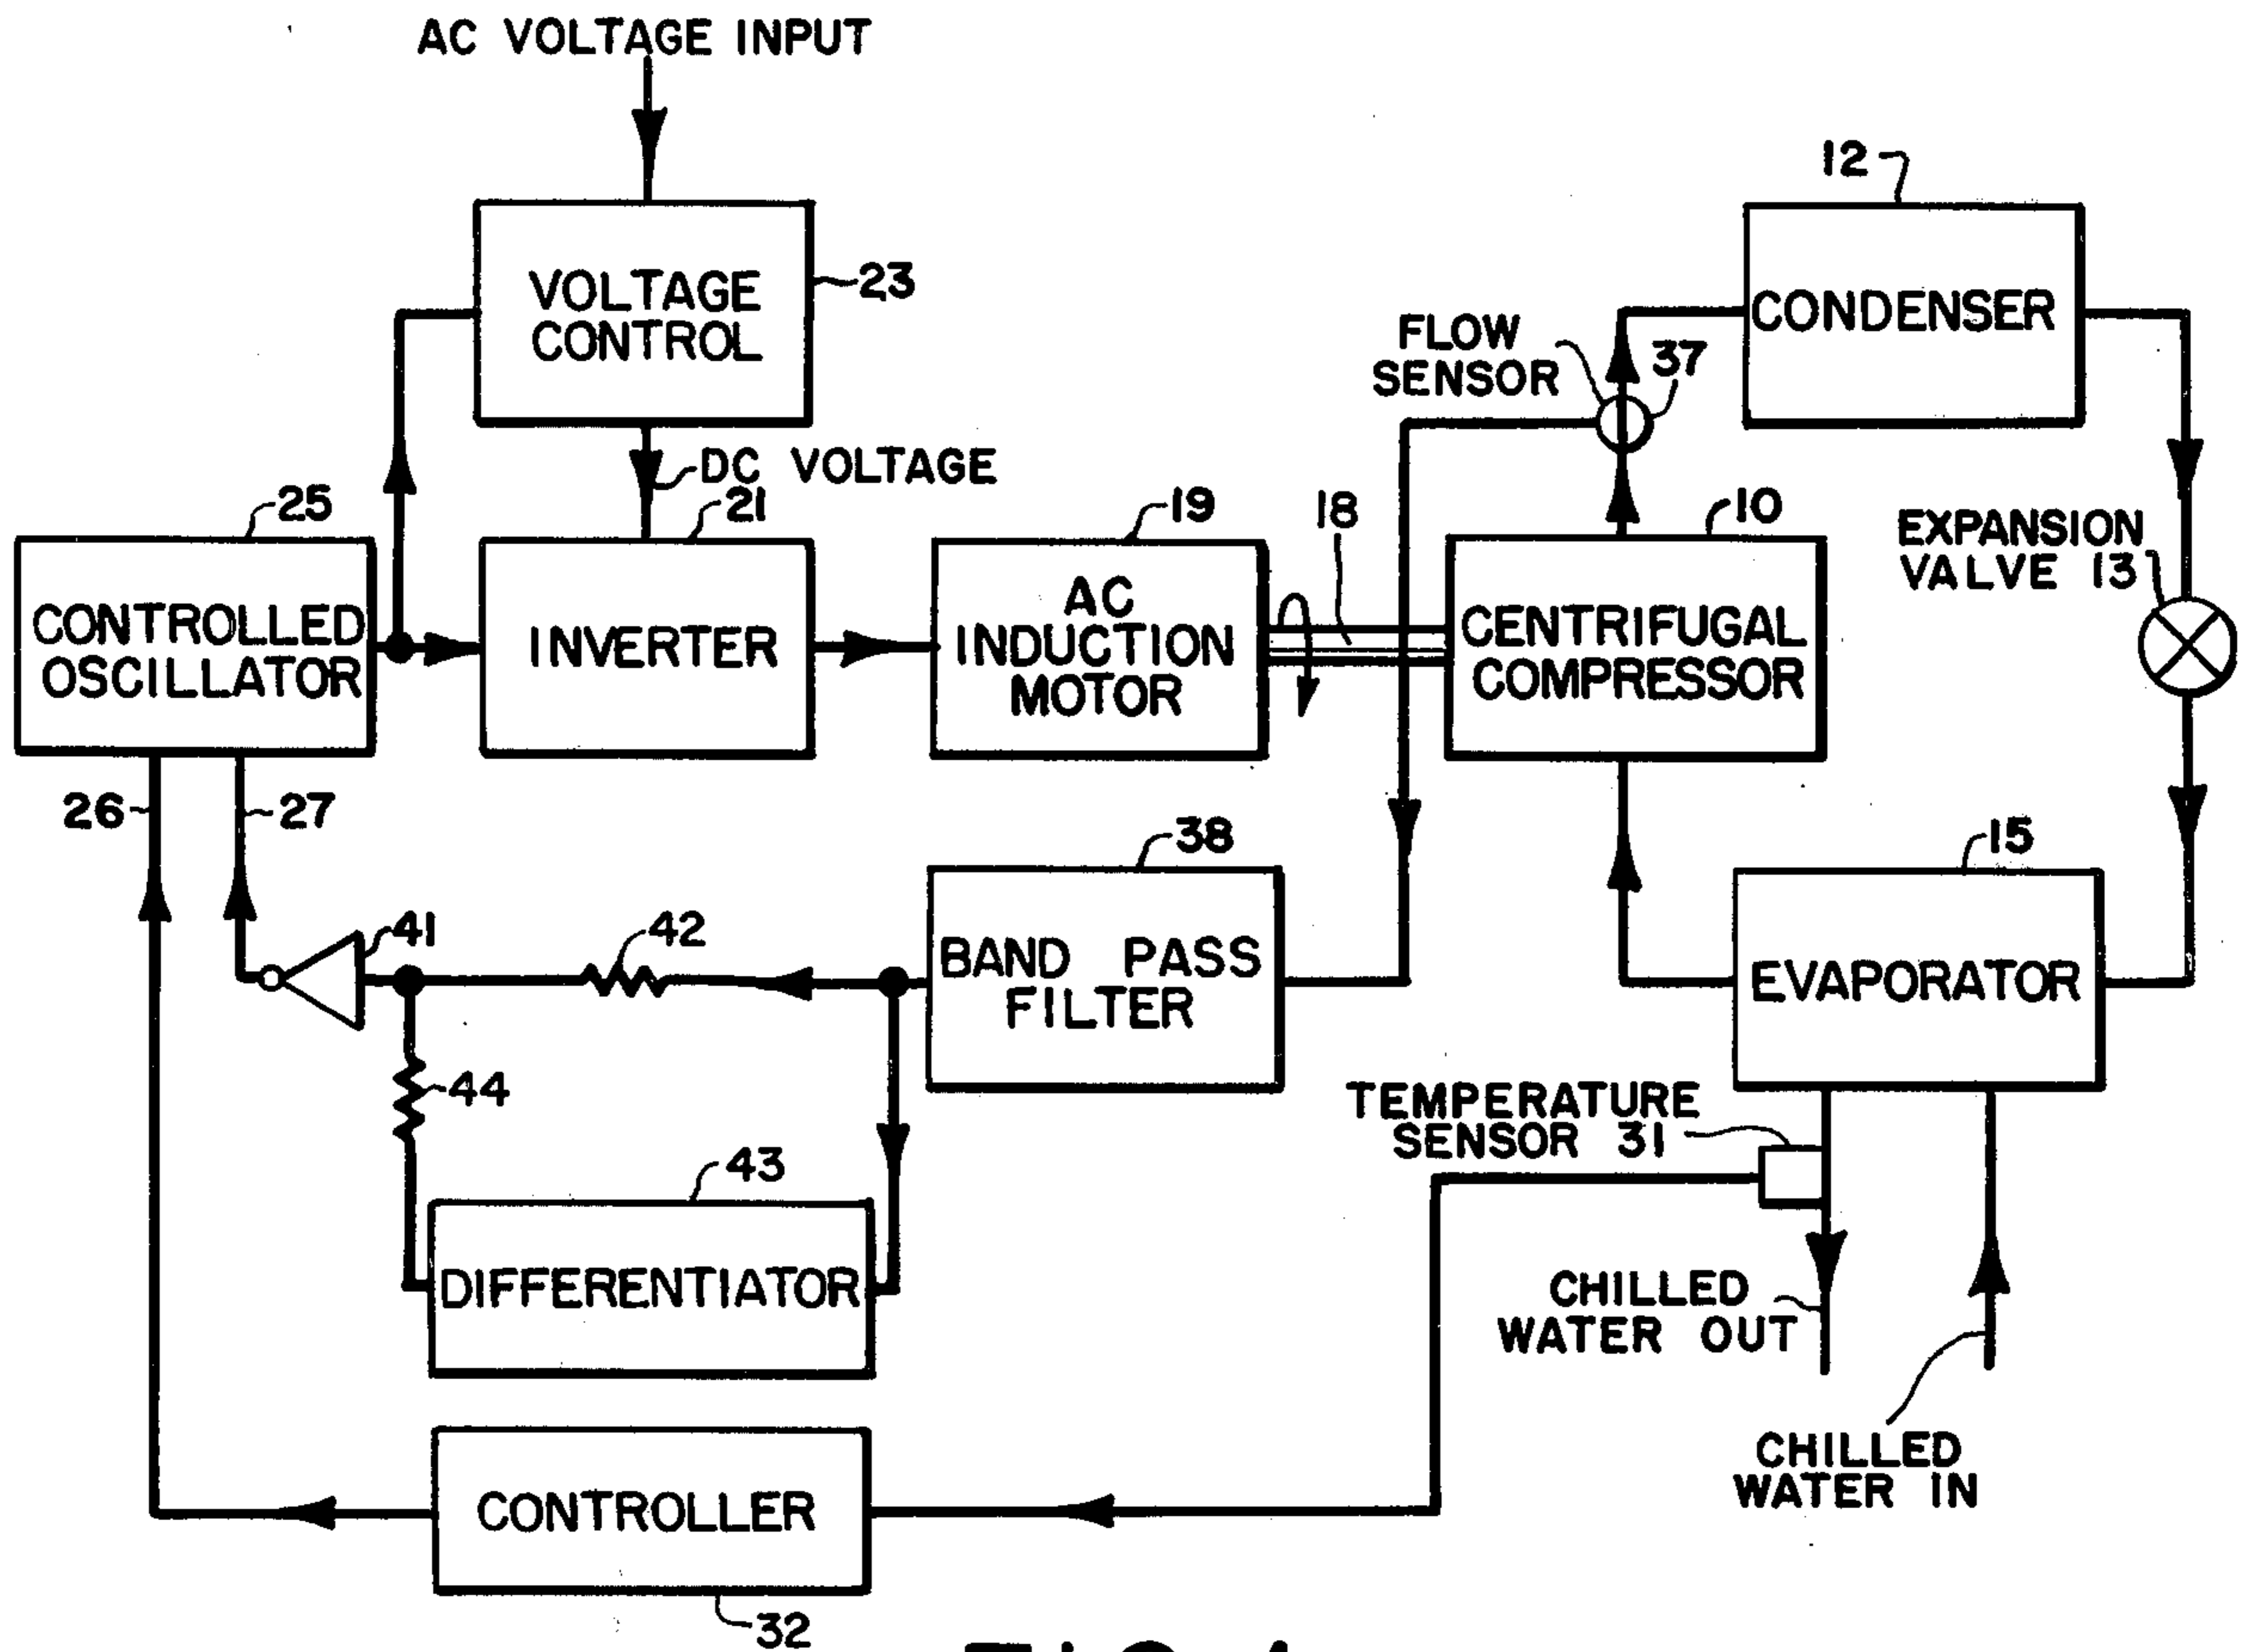 AC VOLTAGE INPUT
12
VOLTAGE
CONTROL
23
CONDENSER
FLOW
SENSOR
37
DC VOLTAGE
25
21
19
18
10
EXPANSION
VALVE 13
CONTROLLED
OSCILLATOR
INVERTER
AC
INDUCTION
MOTOR
CENTRIFUGAL
COMPRESSOR
26
27
38
15
41
42
BAND PASS
FILTER
EVAPORATOR
44
TEMPERATURE
SENSOR 31
43
DIFFERENTIATOR
CHILLED
WATER OUT
CHILLED
WATER IN
CONTROLLER
32